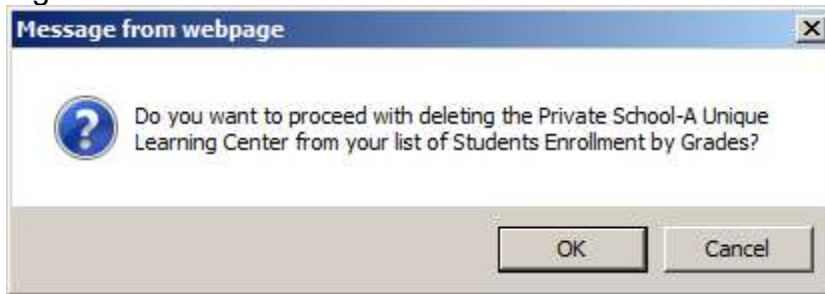 Message from webpage
Do you want to proceed with deleting the Private School-A Unique
Learning Center from your list of Students Enrollment by Grades?
OK
Cancel